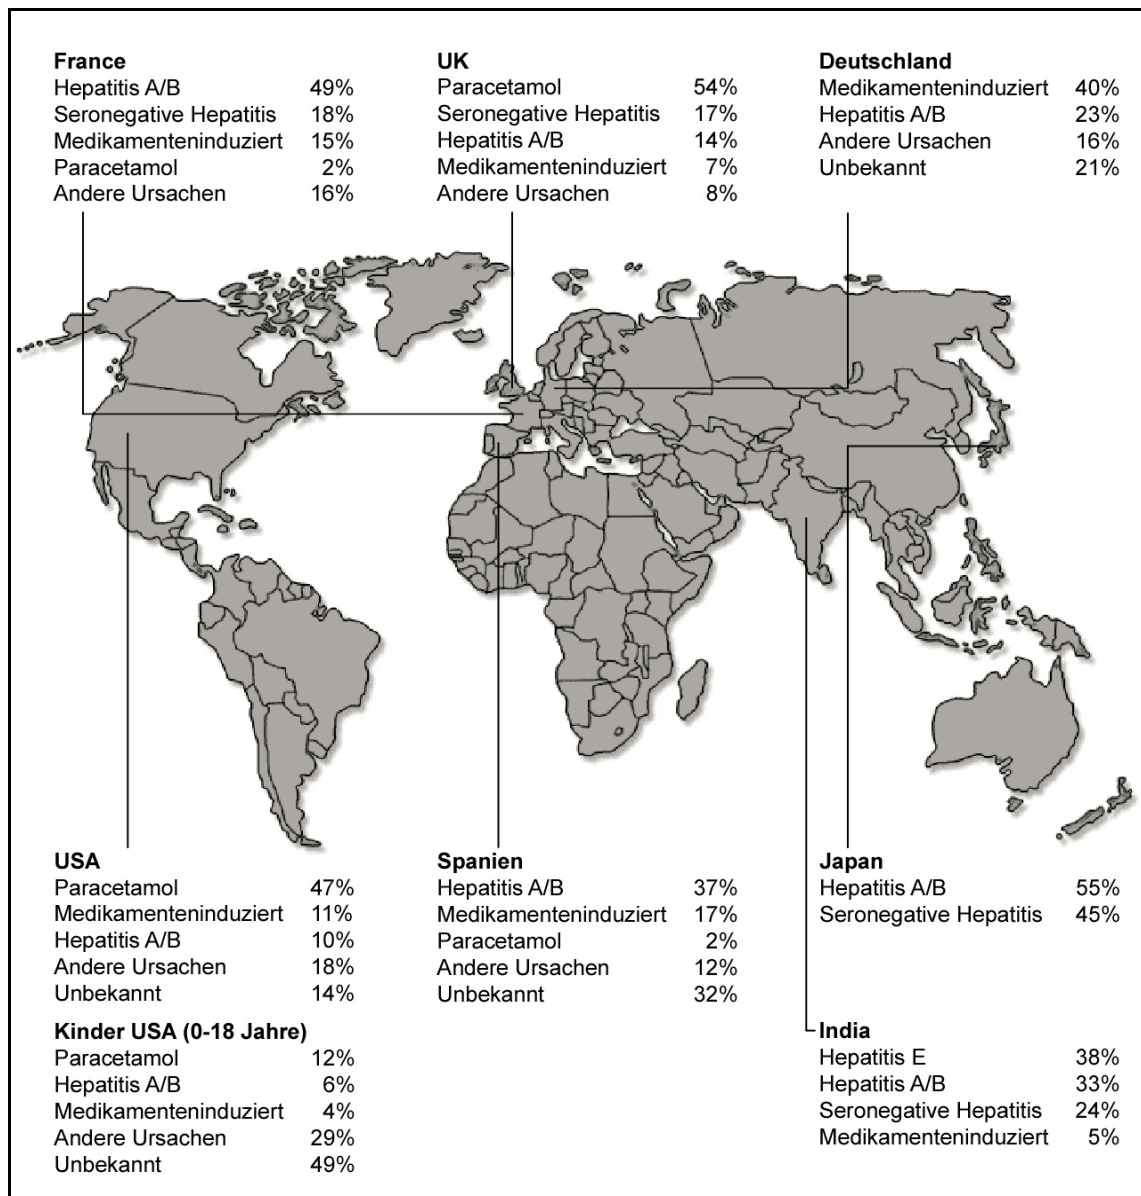 France
Hepatitis A/B 49%
Seronegative Hepatitis 18%
Medikamenteninduziert 15%
Paracetamol 2%
Andere Ursachen 16%
UK
Paracetamol 54%
Seronegative Hepatitis 17%
Hepatitis A/B 14%
Medikamenteninduziert 7%
Andere Ursachen 8%
Deutschland
Medikamenteninduziert 40%
Hepatitis A/B 23%
Andere Ursachen 16%
Unbekannt 21%
USA
Paracetamol 47%
Medikamenteninduziert 11%
Hepatitis A/B 10%
Andere Ursachen 18%
Unbekannt 14%
Kinder USA (0-18 Jahre)
Paracetamol 12%
Hepatitis A/B 6%
Medikamenteninduziert 4%
Andere Ursachen 29%
Unbekannt 49%
Spanien
Hepatitis A/B 37%
Medikamenteninduziert 17%
Paracetamol 2%
Andere Ursachen 12%
Unbekannt 32%
Japan
Hepatitis A/B 55%
Seronegative Hepatitis 45%
India
Hepatitis E 38%
Hepatitis A/B 33%
Seronegative Hepatitis 24%
Medikamenteninduziert 5%